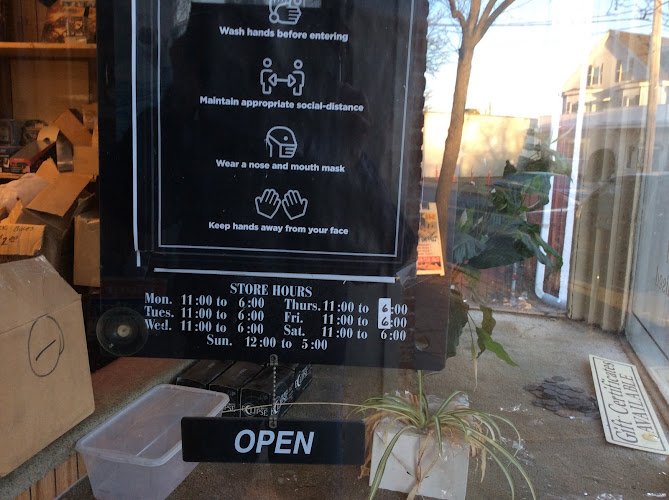 Wash hands before entering
Maintain appropriate social-distance
Wear a nose and mouth mask
Keep hands away from your face
STORE HOURS
Mon. 11:00 to 6:00 Thurs. 11:00 to 6:00
Tues. 11:00 to 6:00 Fri. 11:00 to 6:00
Wed. 11:00 to 6:00 Sat. 11:00 to 6:00
Sun. 12:00 to 5:00
OPEN
Gift Certificates
AVAILABLE